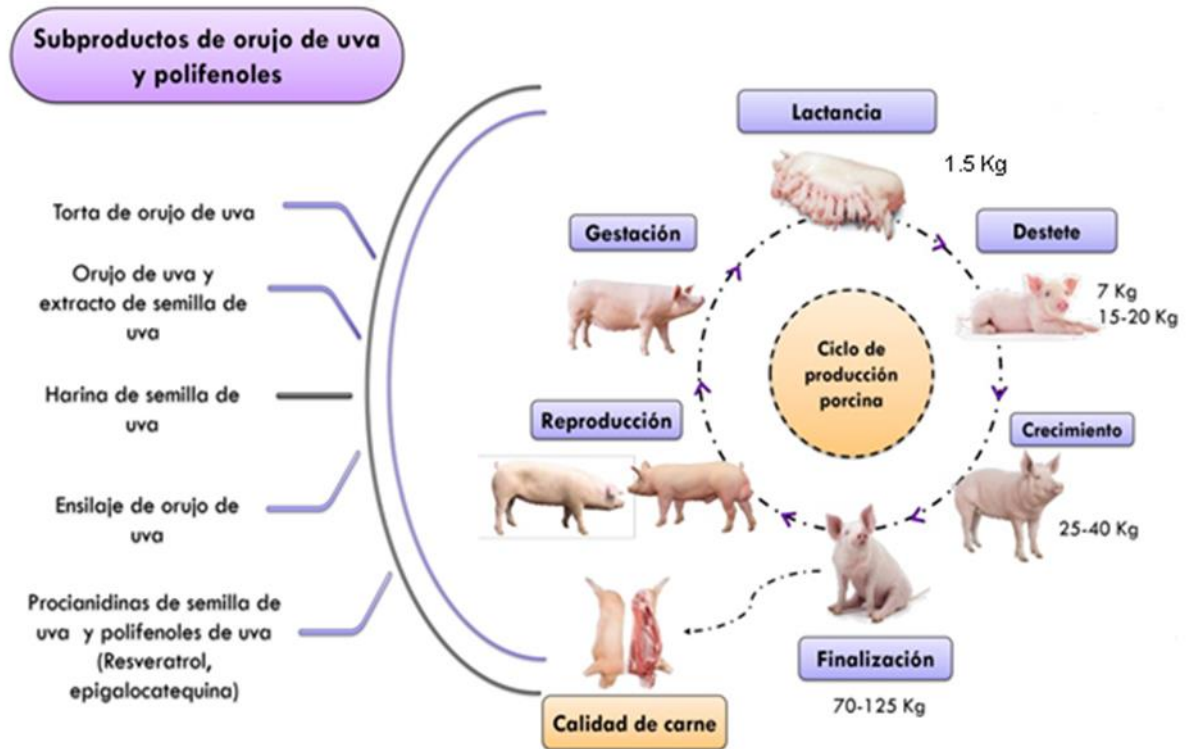 Subproductos de orujo de uva
y polifenoles
Torta de orujo de uva
Orujo de uva y
extracto de semilla de
uva
Harina de semilla de
uva
Ensilaje de orujo de
uva
Procianidinas de semilla de
uva y polifenoles de uva
(Resveratrol,
epigalocatequina)
Lactancia
1.5 Kg
Destete
7 Kg
15-20 Kg
Crecimiento
25-40 Kg
Finalización
70-125 Kg
Calidad de carne
Reproducción
Gestación
Ciclo de
producción
porcina